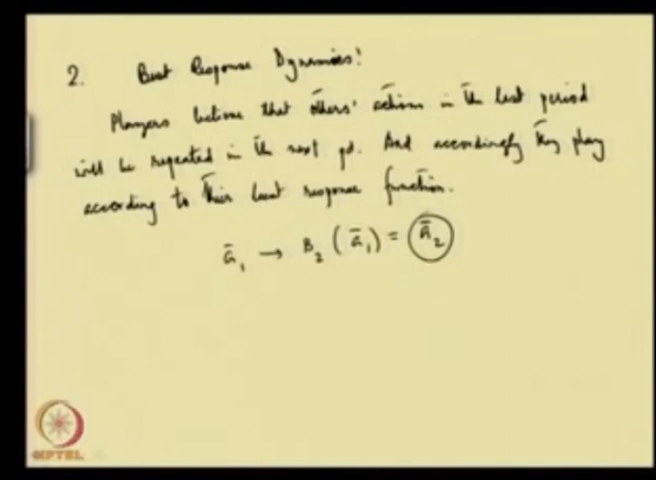 2. Best Response Dynamics:
Players believe that others' actions in the last period
will be repeated in the next pd. And accordingly they play
according to their best response function.
ā₁ → B₂ (ā₁) = ā₂
NPTEL